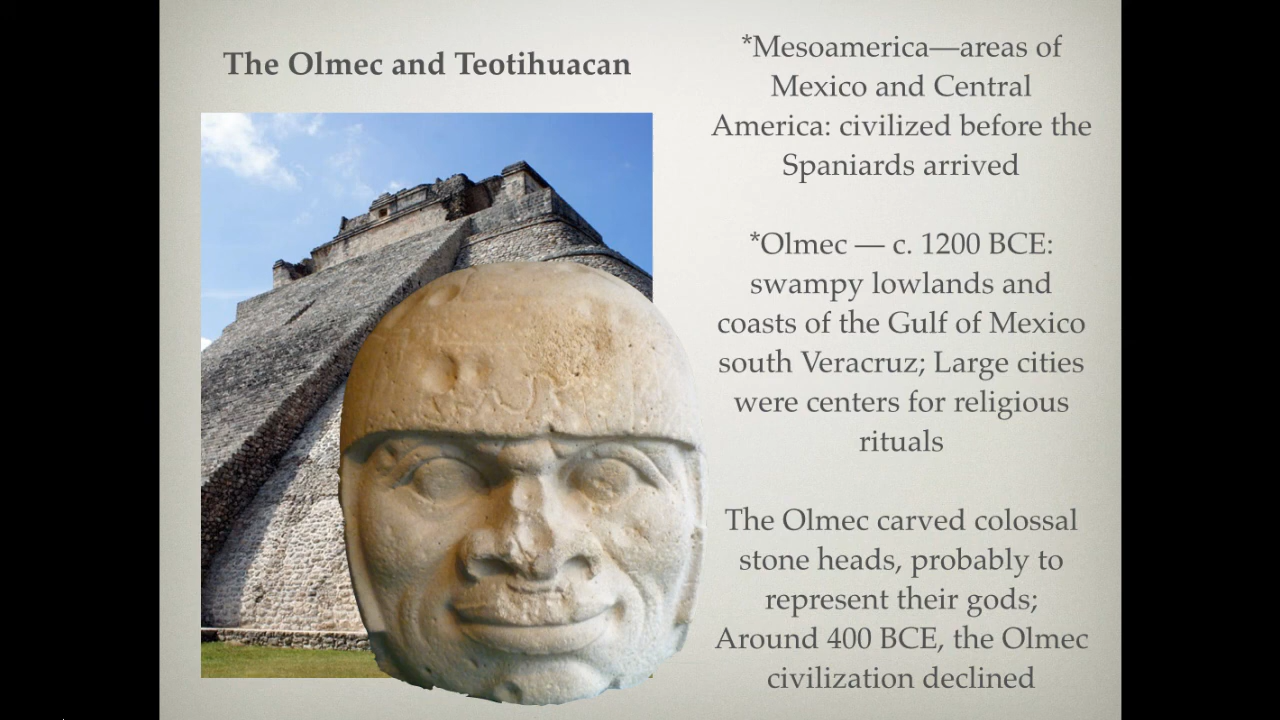 The Olmec and Teotihuacan
*Mesoamerica—areas of
Mexico and Central
America: civilized before the
Spaniards arrived
*Olmec — c. 1200 BCE:
swampy lowlands and
coasts of the Gulf of Mexico
south Veracruz; Large cities
were centers for religious
rituals
The Olmec carved colossal
stone heads, probably to
represent their gods;
Around 400 BCE, the Olmec
civilization declined